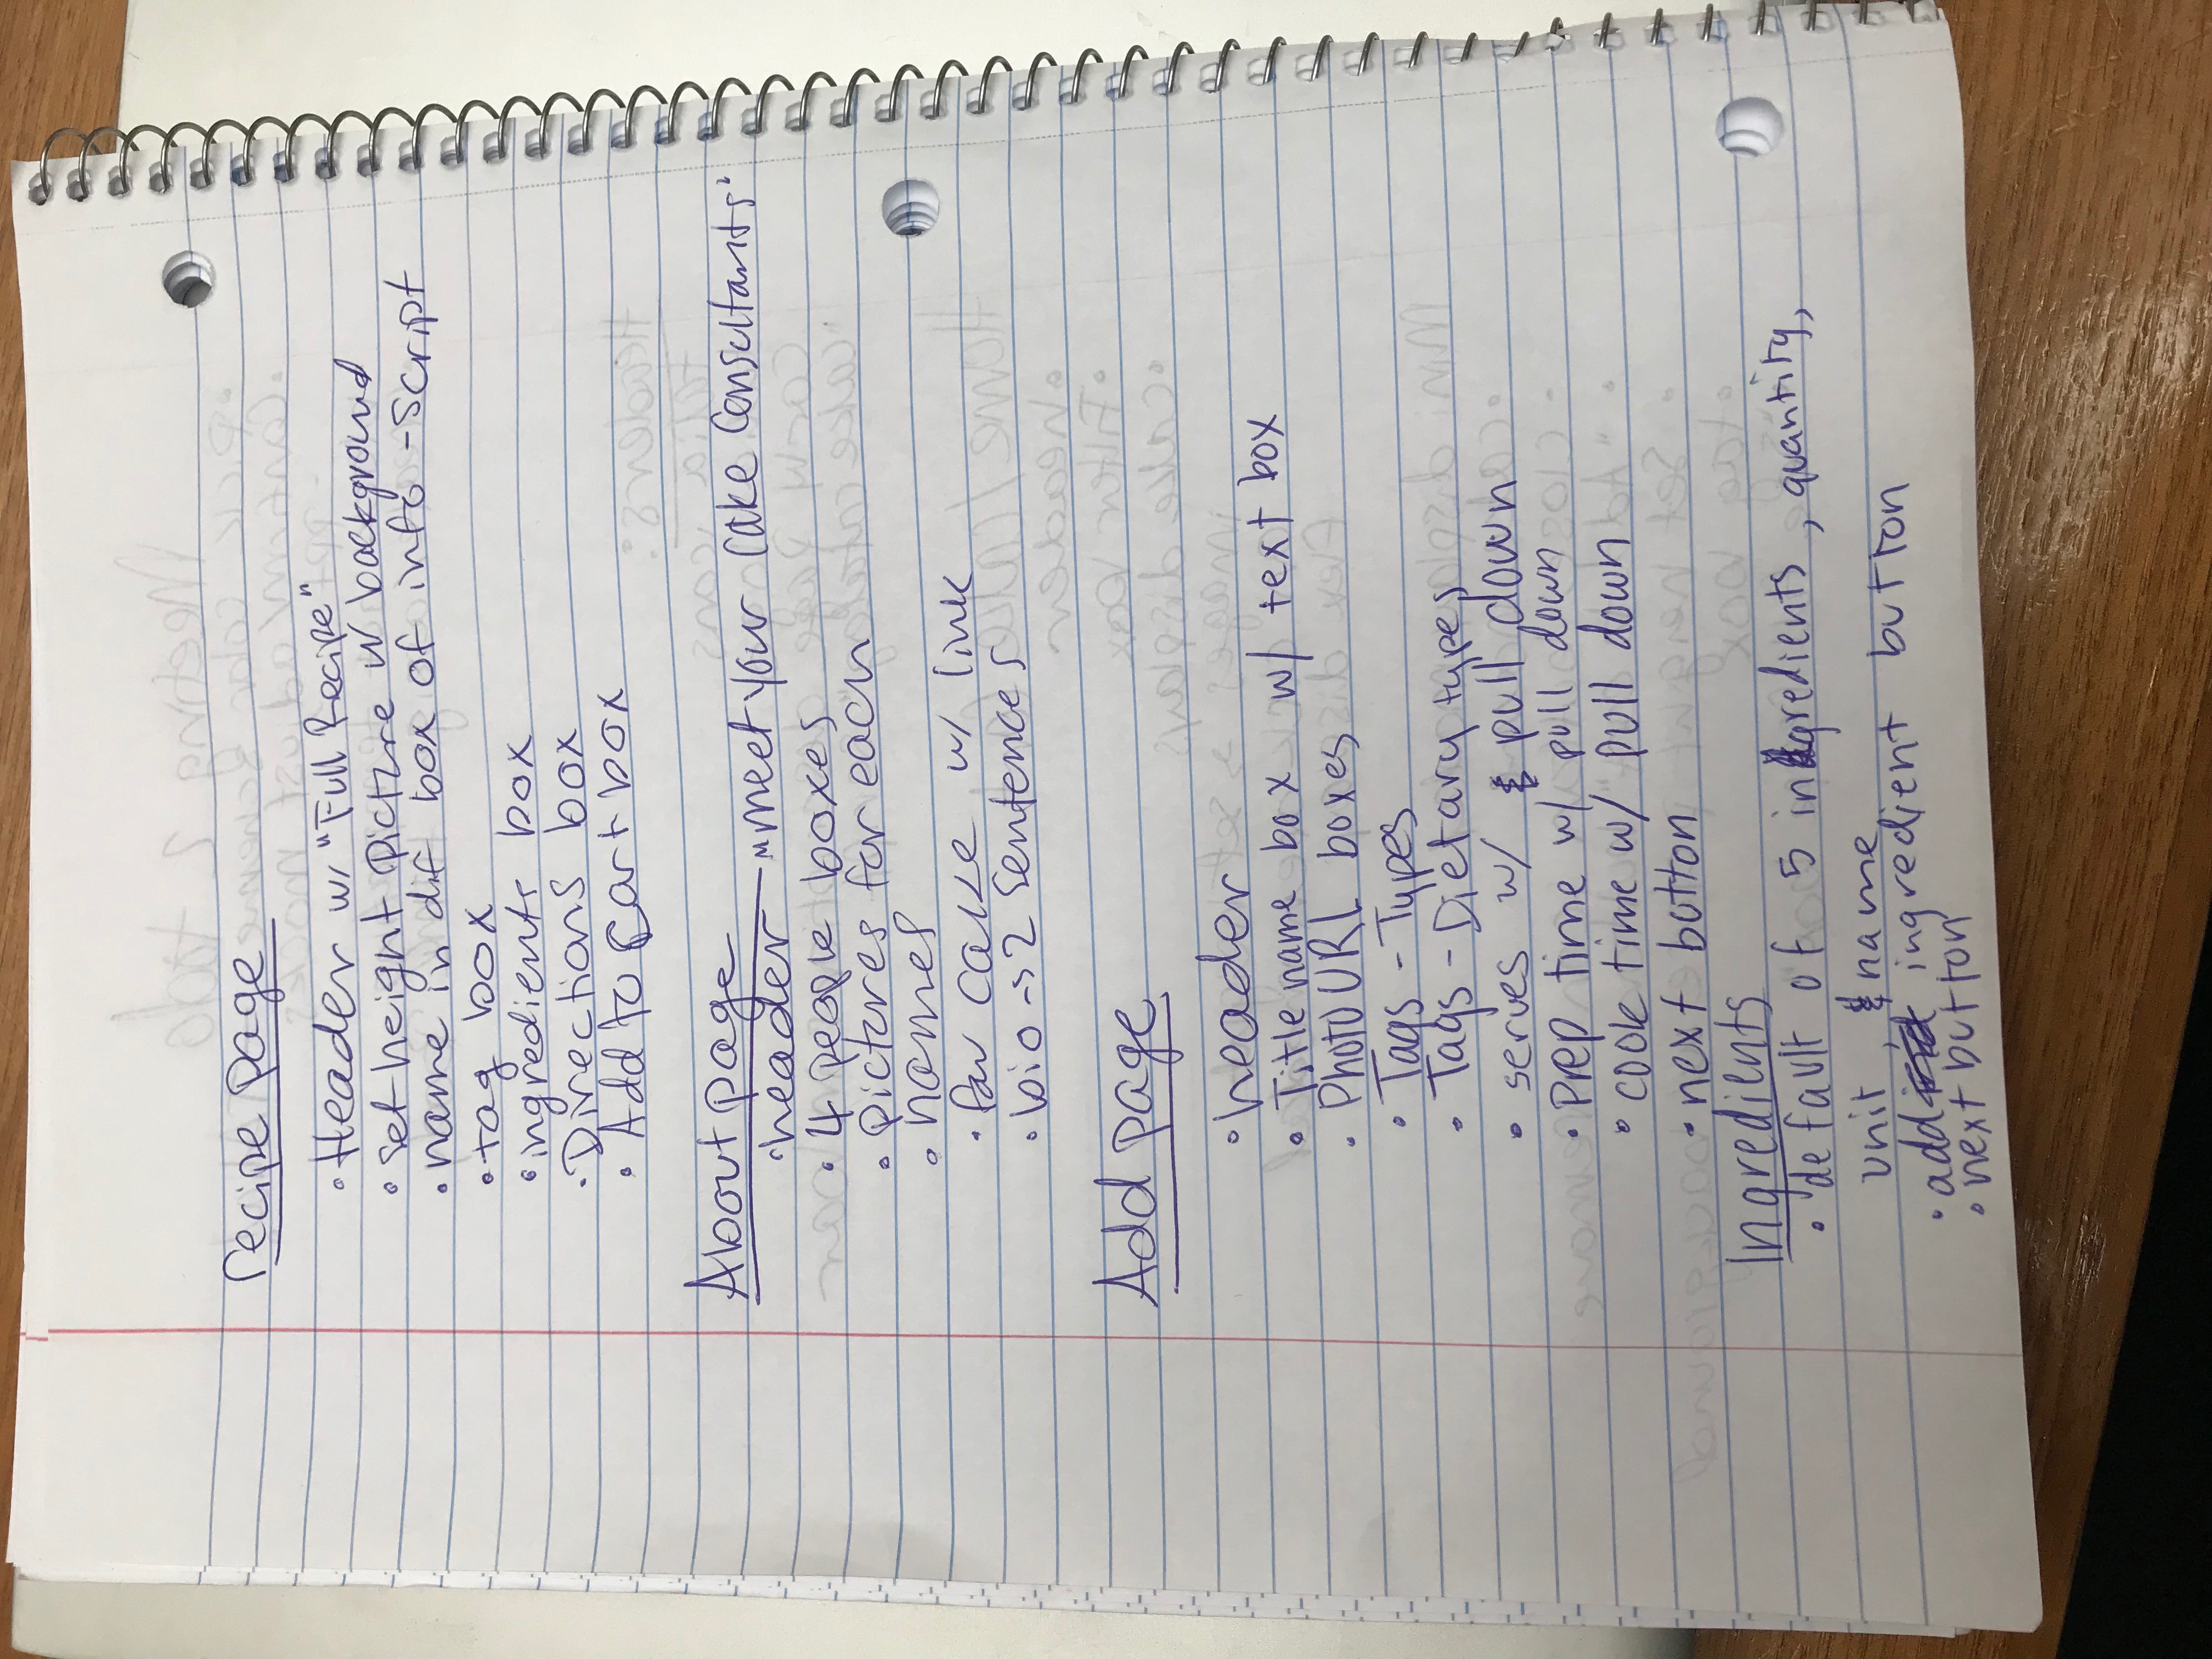 recipe page
• Header w/ "Full Recipe"
• set height picture w background
• name in dif box of info - script
• tag box
• ingredients box
• Directions box
• Add to cart box
About page
• header - "meet your cake consultants"
• 4 people boxes
• pictures for each
• names
• fav cake w/ link
• bio -> 2 sentences
Add page
• header
• Title name box w/ text box
• Photo URL boxes
• Tags - Types
• Tags - Dietary types
• serves w/ pull down
• Prep time w/ pull down
• cook time w/ pull down
• next button
Ingredients
• default of 5 ingredients, quantity,
unit, & name
• add ingredient button
• next button